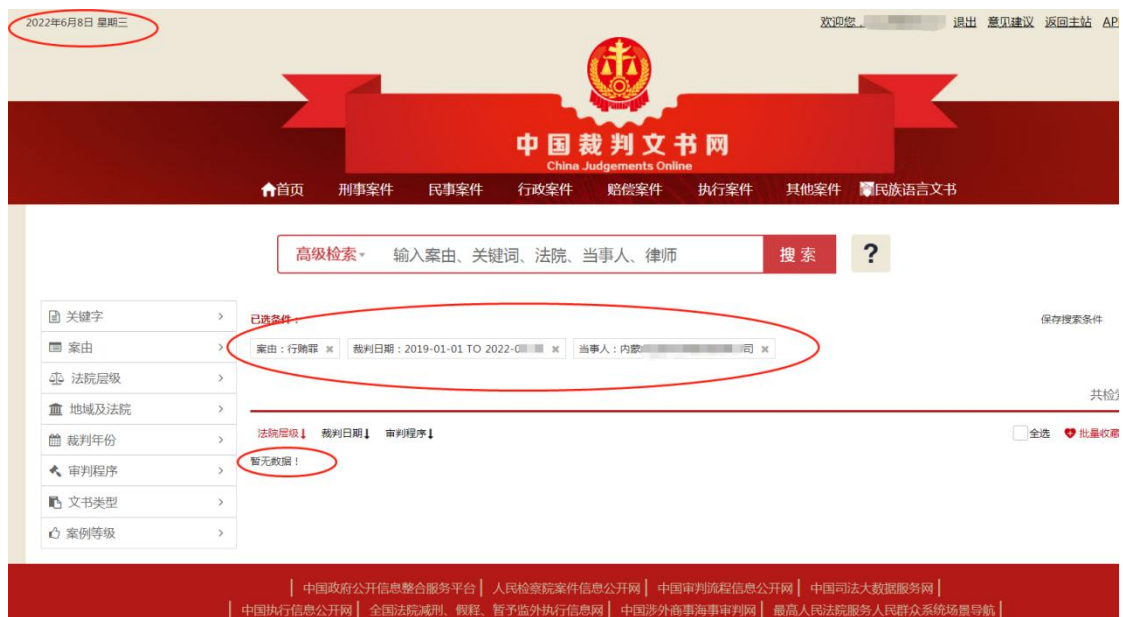 2022年6月8日 星期三
欢迎您， 退出 意见建议 返回主站 AP
中国裁判文书网
China Judgements Online
首页 刑事案件 民事案件 行政案件 赔偿案件 执行案件 其他案件 民族语言文书
高级检索 输入案由、关键词、法院、当事人、律师 搜索 ?
关键字
案由
法院层级
地域及法院
裁判年份
审判程序
文书类型
案例等级
已选条件：
保存搜索条件
案由：行贿罪 × 裁判日期：2019-01-01 TO 2022-0 × 当事人：内蒙 司 ×
共检
法院层级↓ 裁判日期↓ 审判程序↓
全选 批量收藏
暂无数据！
中国政府公开信息整合服务平台| 人民检察院案件信息公开网| 中国审判流程信息公开网| 中国司法大数据服务网|
中国执行信息公开网| 全国法院减刑、假释、暂予监外执行信息网| 中国涉外商事海事审判网| 最高人民法院服务人民群众系统场景导航|